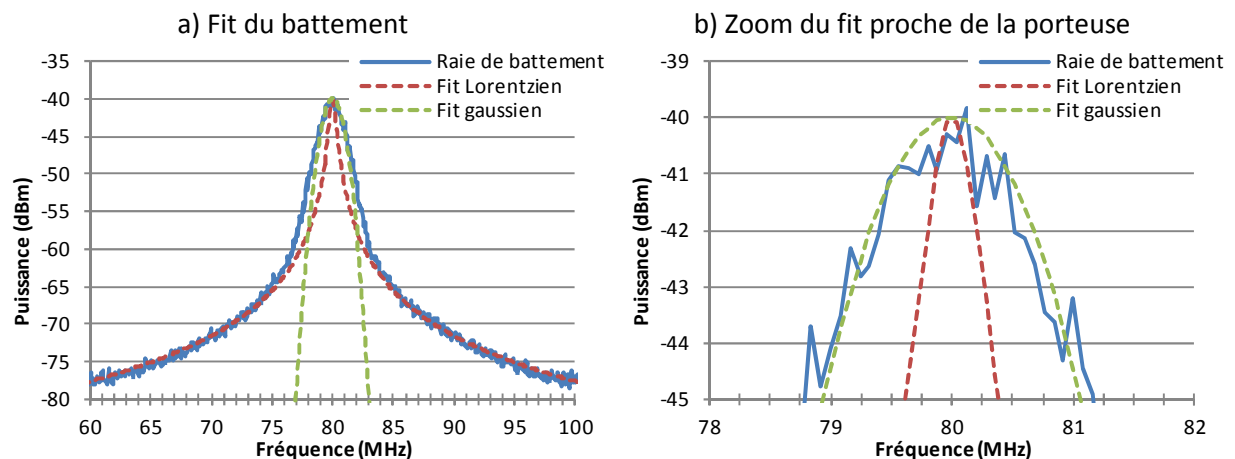 a) Fit du battement
Puissance (dBm)
-35
-40
-45
-50
-55
-60
-65
-70
-75
-80
Raie de battement
Fit Lorentzien
Fit gaussien
60 65 70 75 80 85 90 95 100
Fréquence (MHz)
b) Zoom du fit proche de la porteuse
Puissance (dBm)
-39
-40
-41
-42
-43
-44
-45
Raie de battement
Fit Lorentzien
Fit gaussien
78 79 80 81 82
Fréquence (MHz)